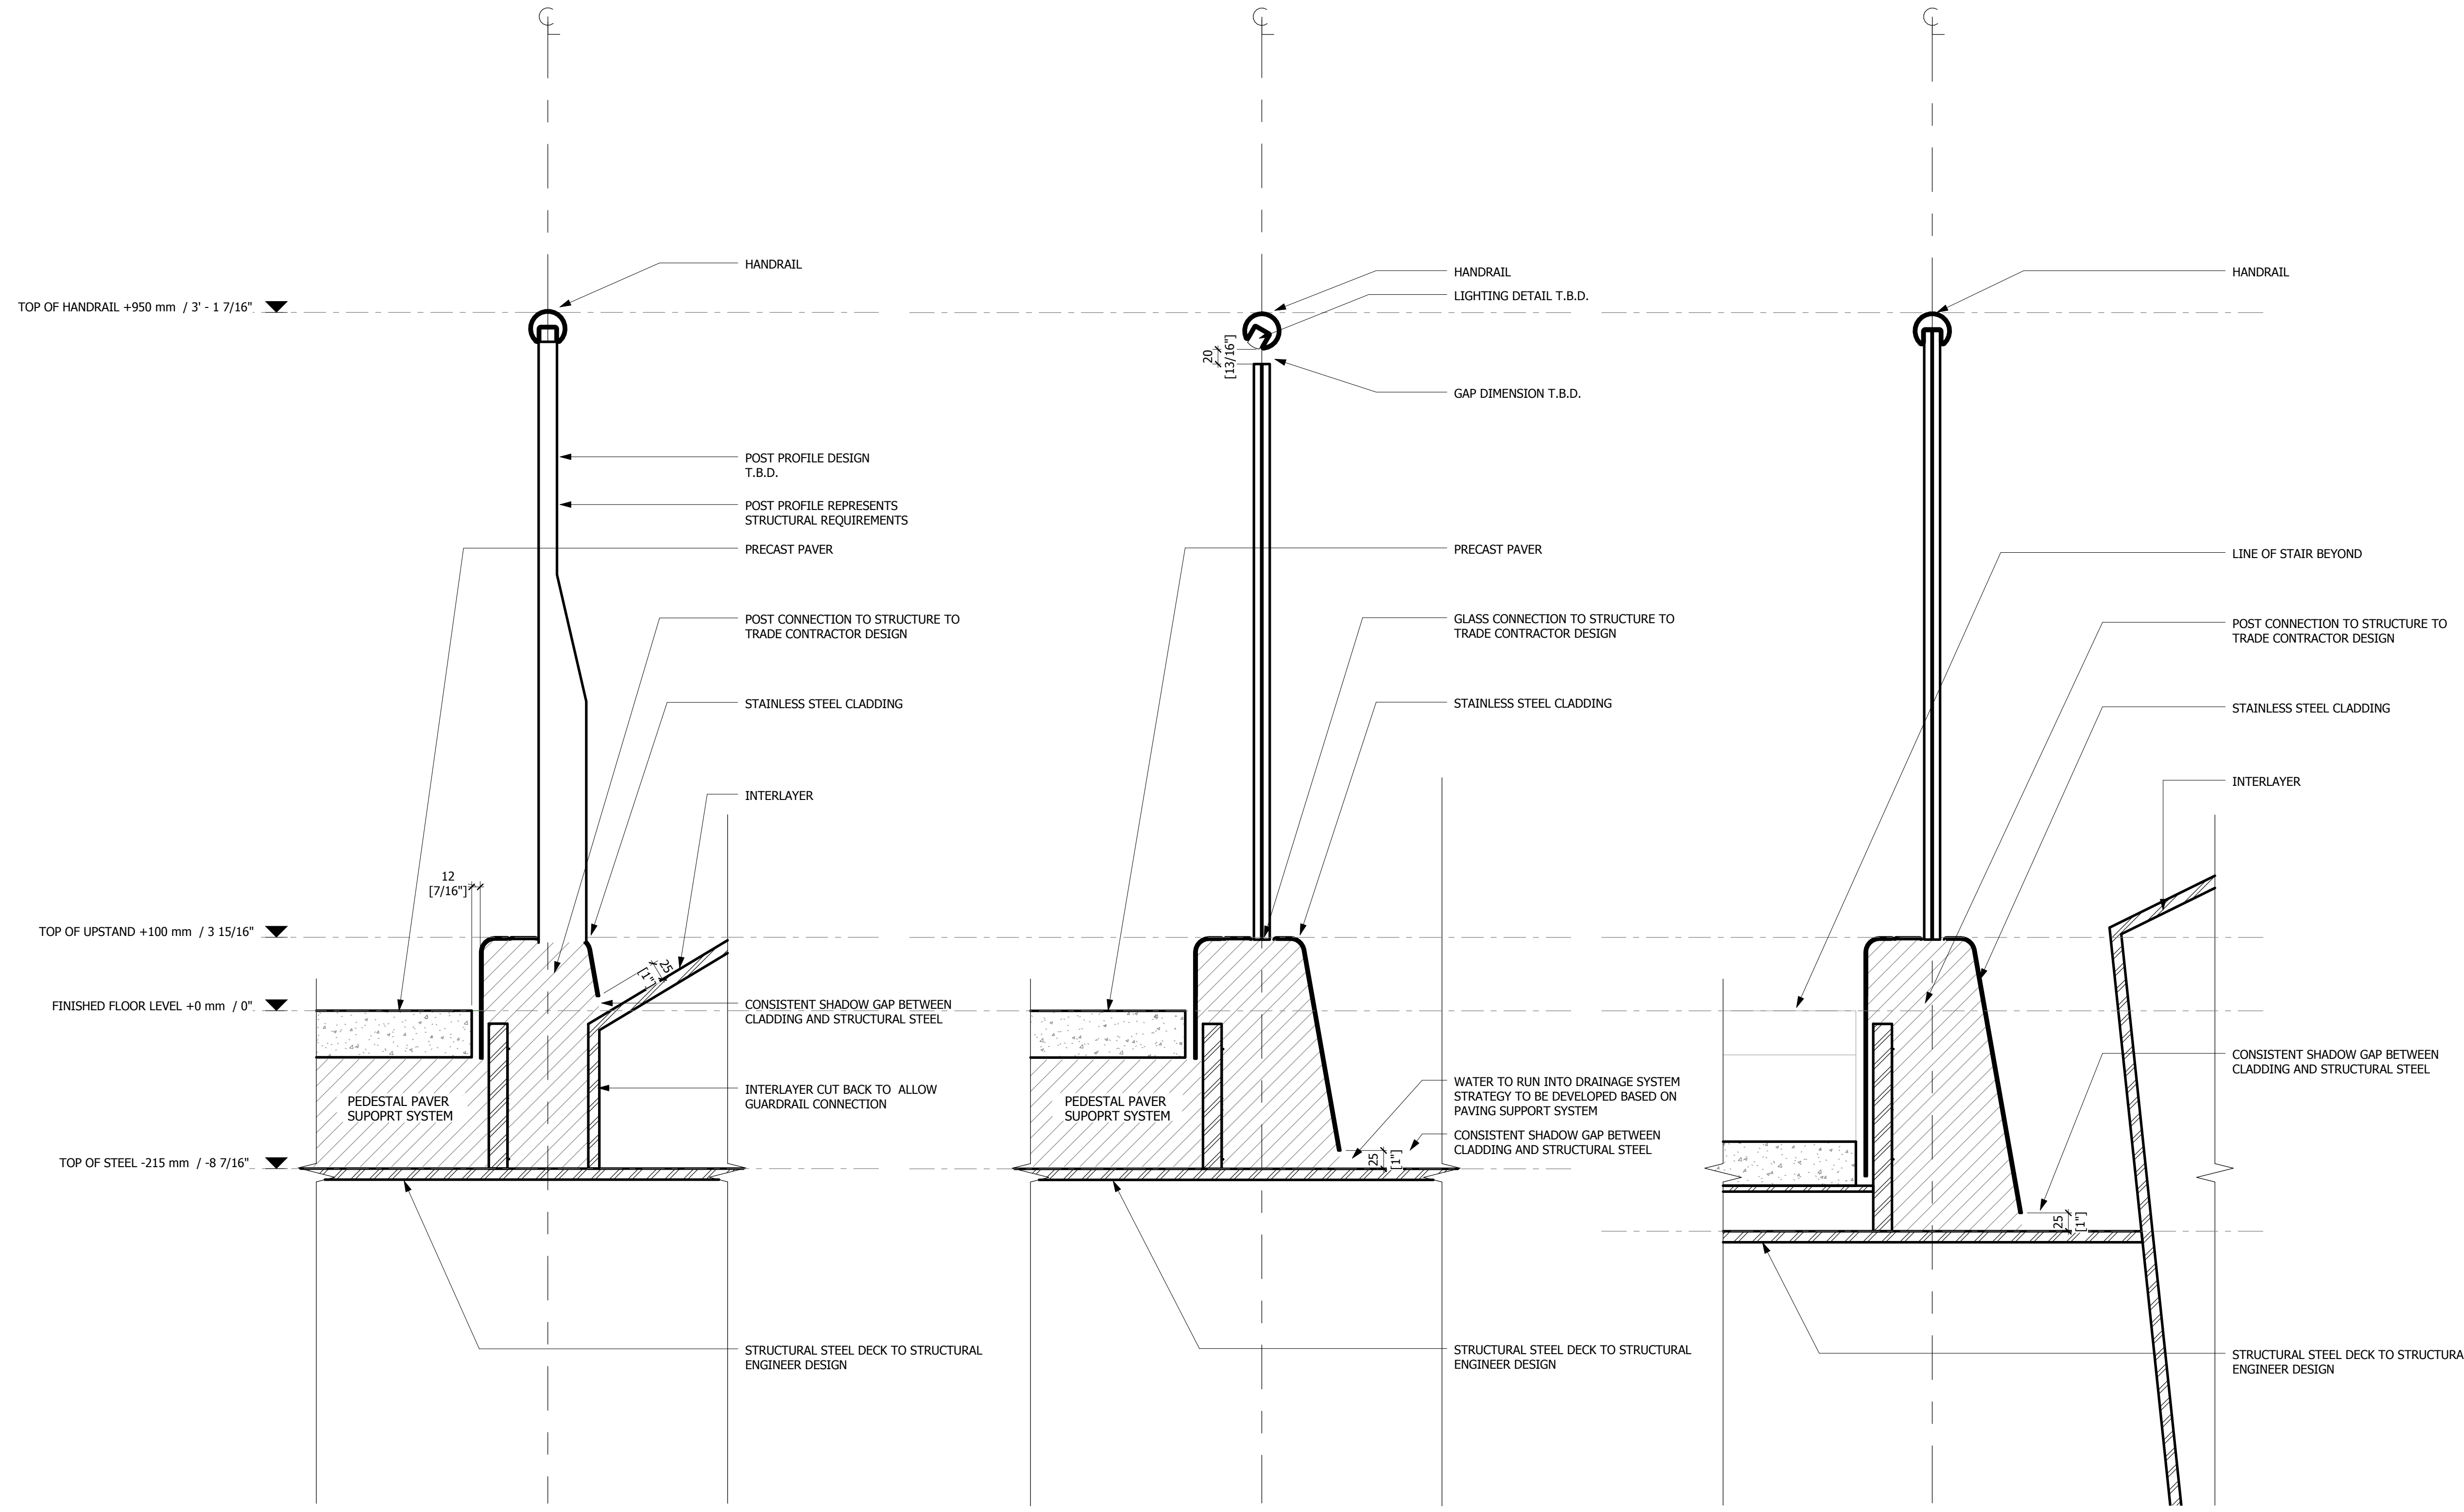 TOP OF HANDRAIL +950 mm / 3' - 1 7/16"
TOP OF UPSTAND +100 mm / 3 15/16"
FINISHED FLOOR LEVEL +0 mm / 0"
TOP OF STEEL -215 mm / -8 7/16"
HANDRAIL
POST PROFILE DESIGN
T.B.D.
POST PROFILE REPRESENTS
STRUCTURAL REQUIREMENTS
PRECAST PAVER
POST CONNECTION TO STRUCTURE TO
TRADE CONTRACTOR DESIGN
STAINLESS STEEL CLADDING
INTERLAYER
12
[7/16"]
25
[1"]
CONSISTENT SHADOW GAP BETWEEN
CLADDING AND STRUCTURAL STEEL
INTERLAYER CUT BACK TO ALLOW
GUARDRAIL CONNECTION
PEDESTAL PAVER
SUPOPRT SYSTEM
STRUCTURAL STEEL DECK TO STRUCTURAL
ENGINEER DESIGN
HANDRAIL
LIGHTING DETAIL T.B.D.
20
[13/16"]
GAP DIMENSION T.B.D.
PRECAST PAVER
GLASS CONNECTION TO STRUCTURE TO
TRADE CONTRACTOR DESIGN
STAINLESS STEEL CLADDING
WATER TO RUN INTO DRAINAGE SYSTEM
STRATEGY TO BE DEVELOPED BASED ON
PAVING SUPPORT SYSTEM
CONSISTENT SHADOW GAP BETWEEN
CLADDING AND STRUCTURAL STEEL
25
[1"]
PEDESTAL PAVER
SUPOPRT SYSTEM
STRUCTURAL STEEL DECK TO STRUCTURAL
ENGINEER DESIGN
HANDRAIL
LINE OF STAIR BEYOND
POST CONNECTION TO STRUCTURE TO
TRADE CONTRACTOR DESIGN
STAINLESS STEEL CLADDING
INTERLAYER
CONSISTENT SHADOW GAP BETWEEN
CLADDING AND STRUCTURAL STEEL
25
[1"]
STRUCTURAL STEEL DECK TO STRUCTURA
ENGINEER DESIGN